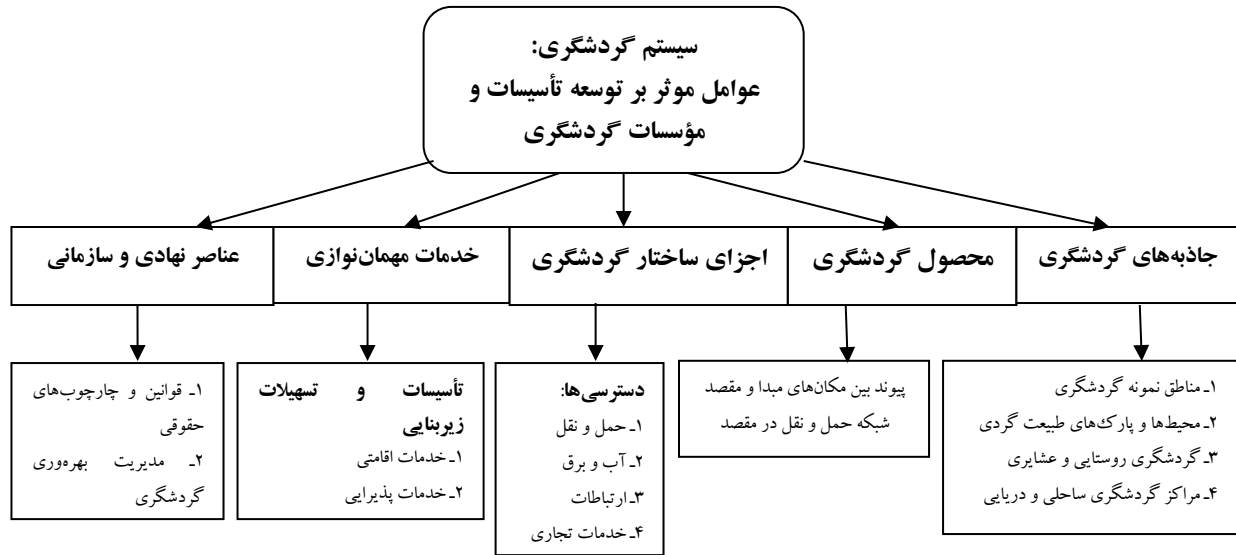 سیستم گردشگری:
عوامل موثر بر توسعه تأسیسات و
مؤسسات گردشگری
جاذبه‌های گردشگری
محصول گردشگری
اجزای ساختار گردشگری
خدمات مهمان‌نوازی
عناصر نهادی و سازمانی
۱ـ مناطق نمونه گردشگری
۲ـ محیط‌ها و پارک‌های طبیعت گردی
۳ـ گردشگری روستایی و عشایری
۴ـ مراکز گردشگری ساحلی و دریایی
پیوند بین مکان‌های مبدا و مقصد
شبکه حمل و نقل در مقصد
دسترسی‌ها:
۱ـ حمل و نقل
۲ـ آب و برق
۳ـ ارتباطات
۴ـ خدمات تجاری
تأسیسات و تسهیلات
زیربنایی
۱ـ خدمات اقامتی
۲ـ خدمات پذیرایی
۱ـ قوانین و چارچوب‌های
حقوقی
۲ـ مدیریت بهره‌وری
گردشگری